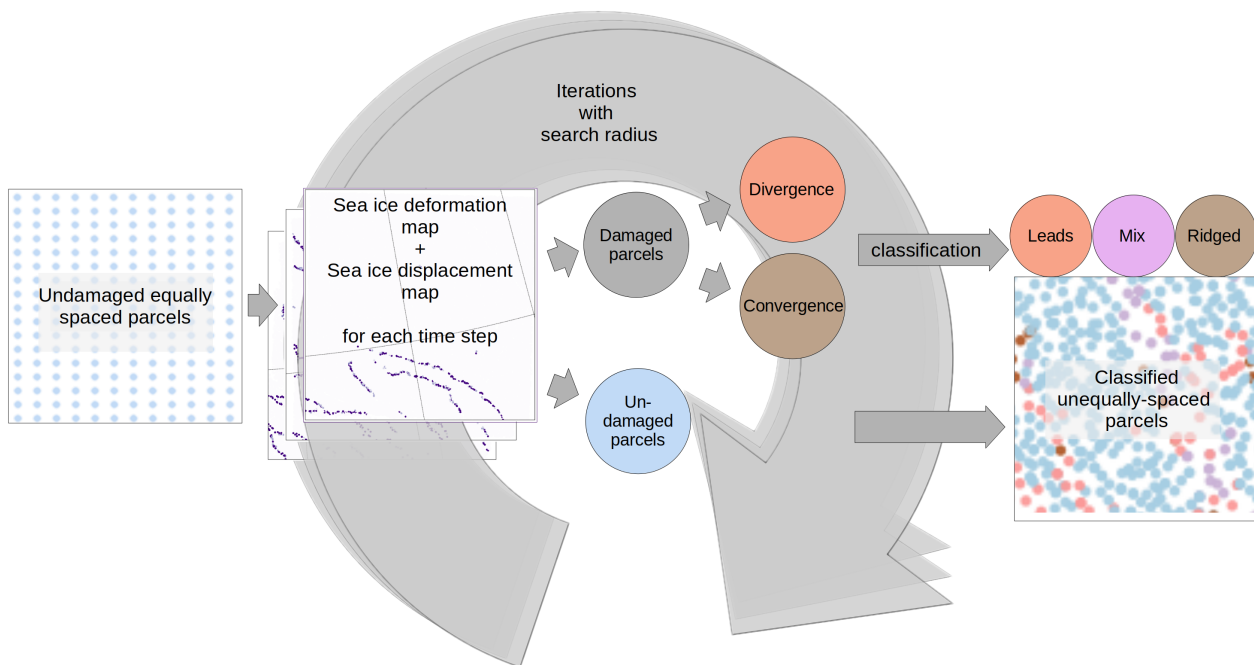 Iterations
with
search radius
Undamaged equally
spaced parcels
Sea ice deformation
map
+
Sea ice displacement
map
for each time step
Damaged
parcels
Un-
damaged
parcels
Divergence
Convergence
classification
Leads
Mix
Ridged
Classified
unequally-spaced
parcels